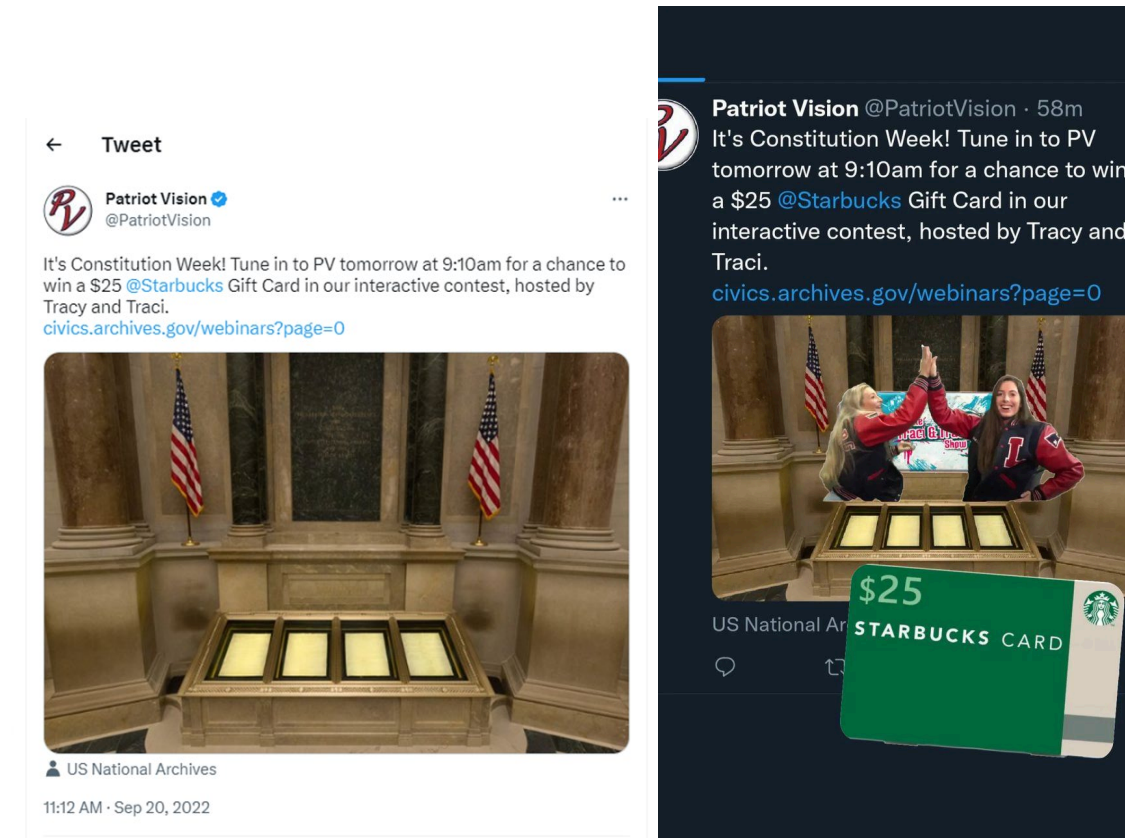 Tweet
Patriot Vision
@PatriotVision
It's Constitution Week! Tune in to PV tomorrow at 9:10am for a chance to
win a $25 @Starbucks Gift Card in our interactive contest, hosted by
Tracy and Traci.
civics.archives.gov/webinars?page=0
US National Archives
11:12 AM · Sep 20, 2022
Patriot Vision @PatriotVision · 58m
It's Constitution Week! Tune in to PV
tomorrow at 9:10am for a chance to win
a $25 @Starbucks Gift Card in our
interactive contest, hosted by Tracy and
Traci.
civics.archives.gov/webinars?page=0
Show
I
US National
$25
STARBUCKS CARD